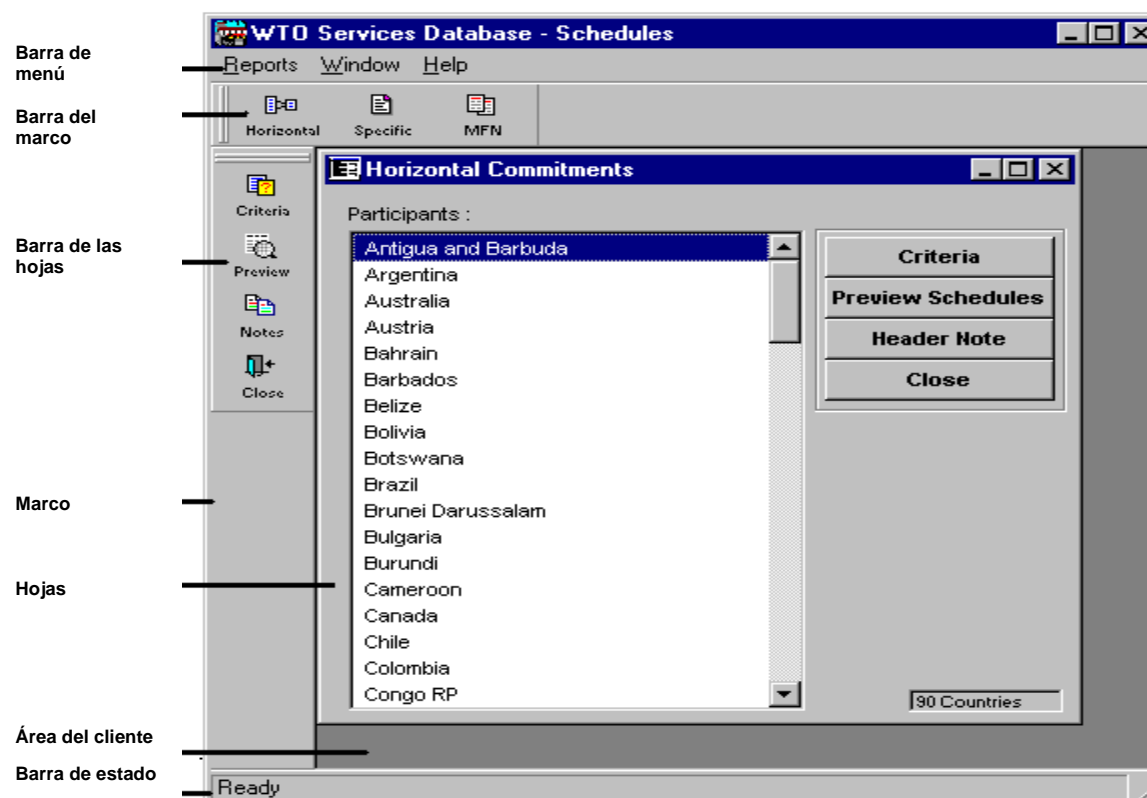 WTO Services Database - Schedules
Barra de
menú
Reports Window Help
Barra del
marco
Horizontal Specific MFN
Horizontal Commitments
Criteria
Preview
Notes
Close
Barra de las
hojas
Participants :
Antigua and Barbuda
Argentina
Australia
Austria
Bahrain
Barbados
Belize
Bolivia
Botswana
Brazil
Brunei Darussalam
Bulgaria
Burundi
Cameroon
Canada
Chile
Colombia
Congo RP
Criteria
Preview Schedules
Header Note
Close
90 Countries
Marco
Hojas
Área del cliente
Barra de estado
Ready